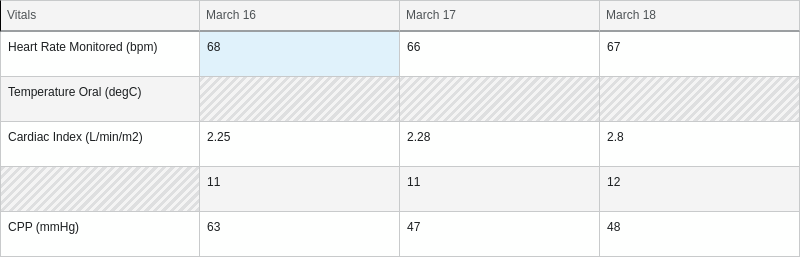 Vitals March 16 March 17 March 18
Heart Rate Monitored (bpm) 68 66 67
Temperature Oral (degC)
Cardiac Index (L/min/m2) 2.25 2.28 2.8
11 11 12
CPP (mmHg) 63 47 48